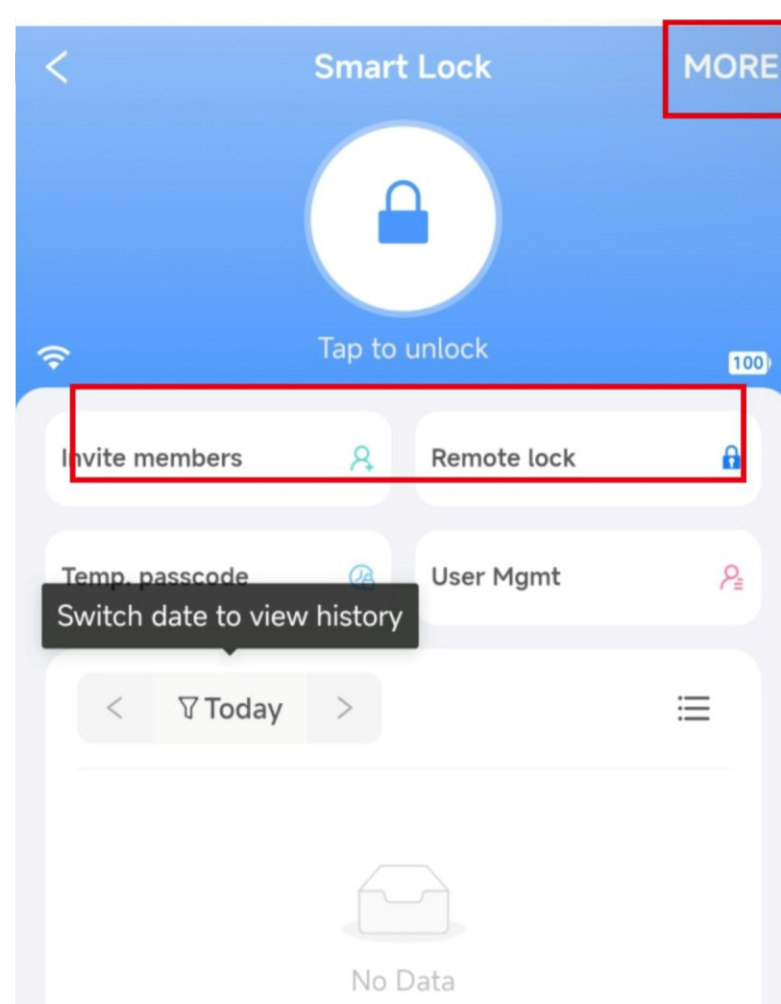 Smart Lock MORE
Tap to unlock
100
Invite members Remote lock
Temp. passcode User Mgmt
Switch date to view history
Today
No Data